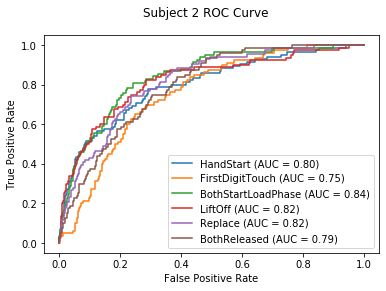 Subject 2 ROC Curve
True Positive Rate
1.0
0.8
0.6
0.4
0.2
0.0
HandStart (AUC = 0.80)
FirstDigitTouch (AUC = 0.75)
BothStartLoadPhase (AUC = 0.84)
LiftOff (AUC = 0.82)
Replace (AUC = 0.82)
BothReleased (AUC = 0.79)
0.0 0.2 0.4 0.6 0.8 1.0
False Positive Rate